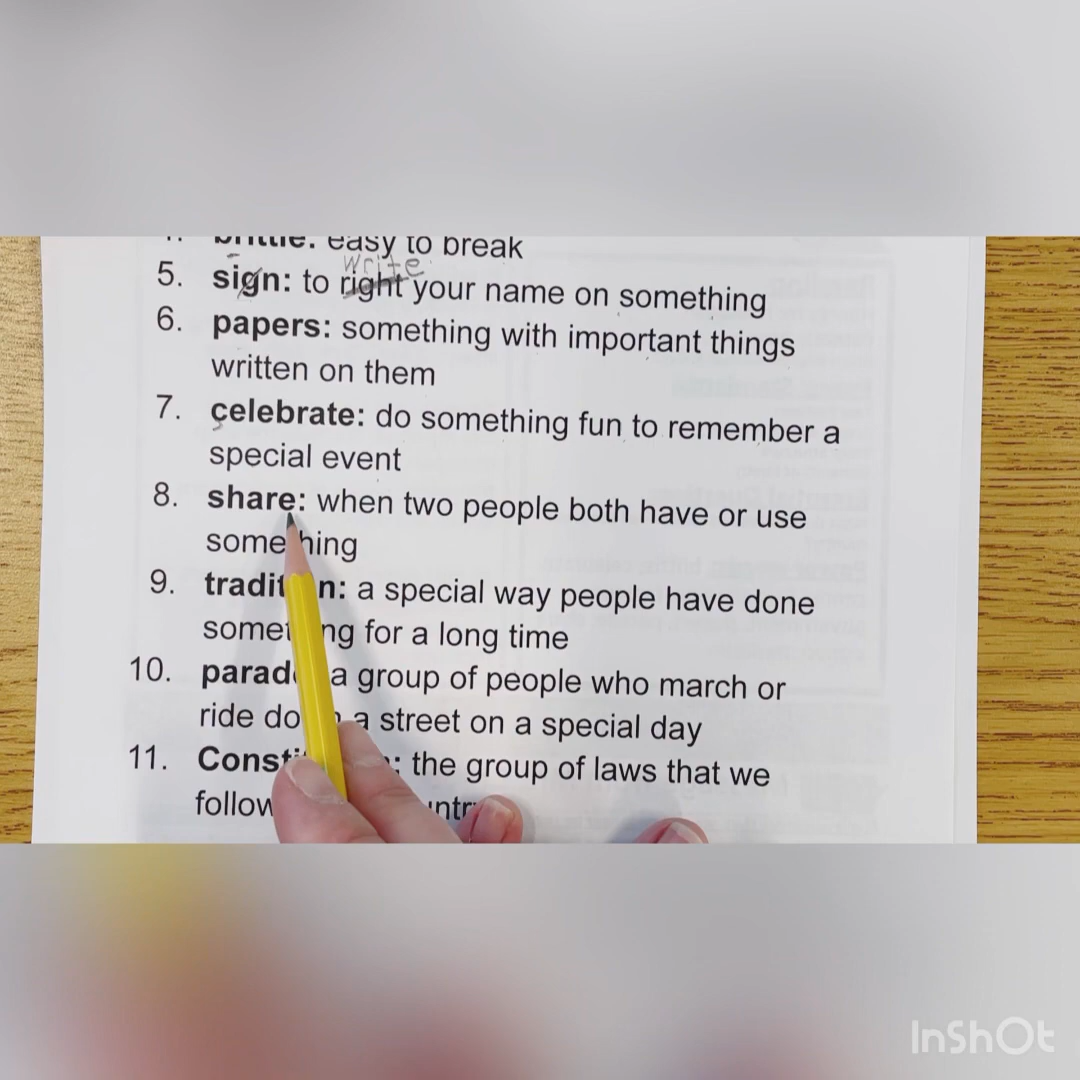 brittle: easy to break
write
5. sign: to right your name on something
6. papers: something with important things
written on them
7. celebrate: do something fun to remember a
special event
8. share: when two people both have or use
something
9. tradition: a special way people have done
something for a long time
10. parade: a group of people who march or
ride down a street on a special day
11. Constitution: the group of laws that we
follow
InShOt